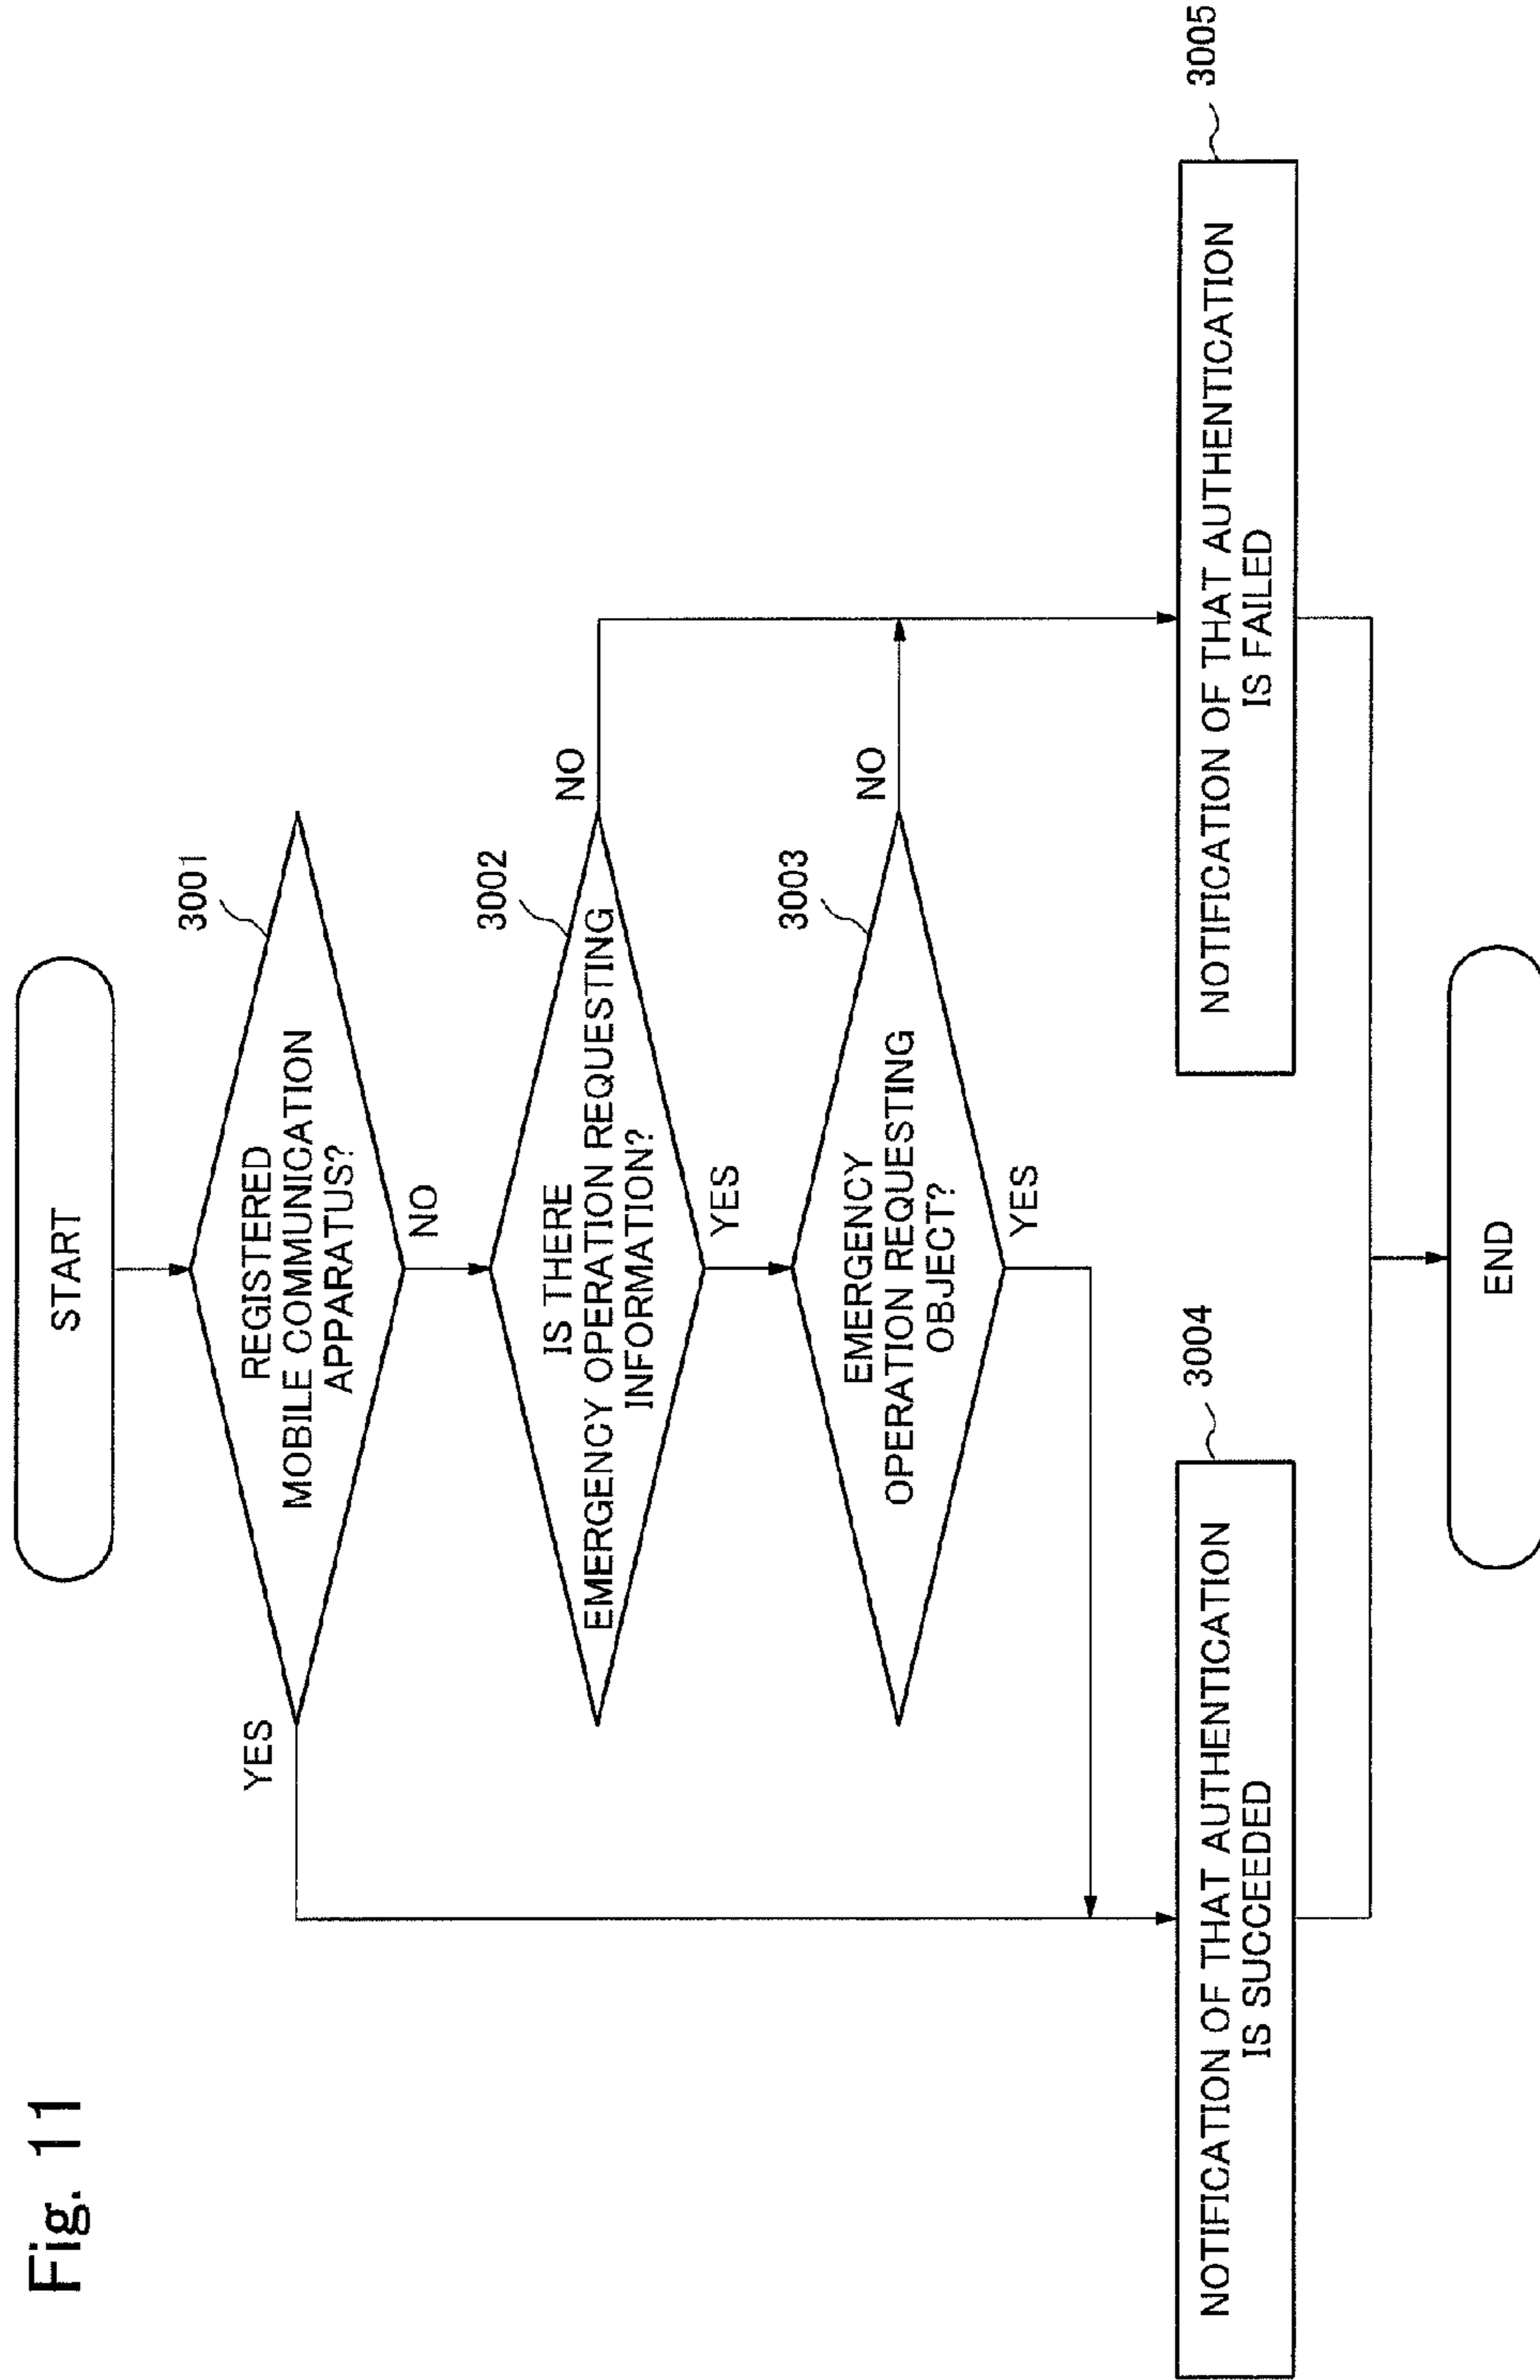 Fig. 11
START
3001
REGISTERED
MOBILE COMMUNICATION
APPARATUS?
YES
NO
3002
IS THERE
EMERGENCY OPERATION REQUESTING
INFORMATION?
NO
YES
3003
EMERGENCY
OPERATION REQUESTING
OBJECT?
NO
YES
3004
NOTIFICATION OF THAT AUTHENTICATION
IS SUCCEEDED
3005
NOTIFICATION OF THAT AUTHENTICATION
IS FAILED
END